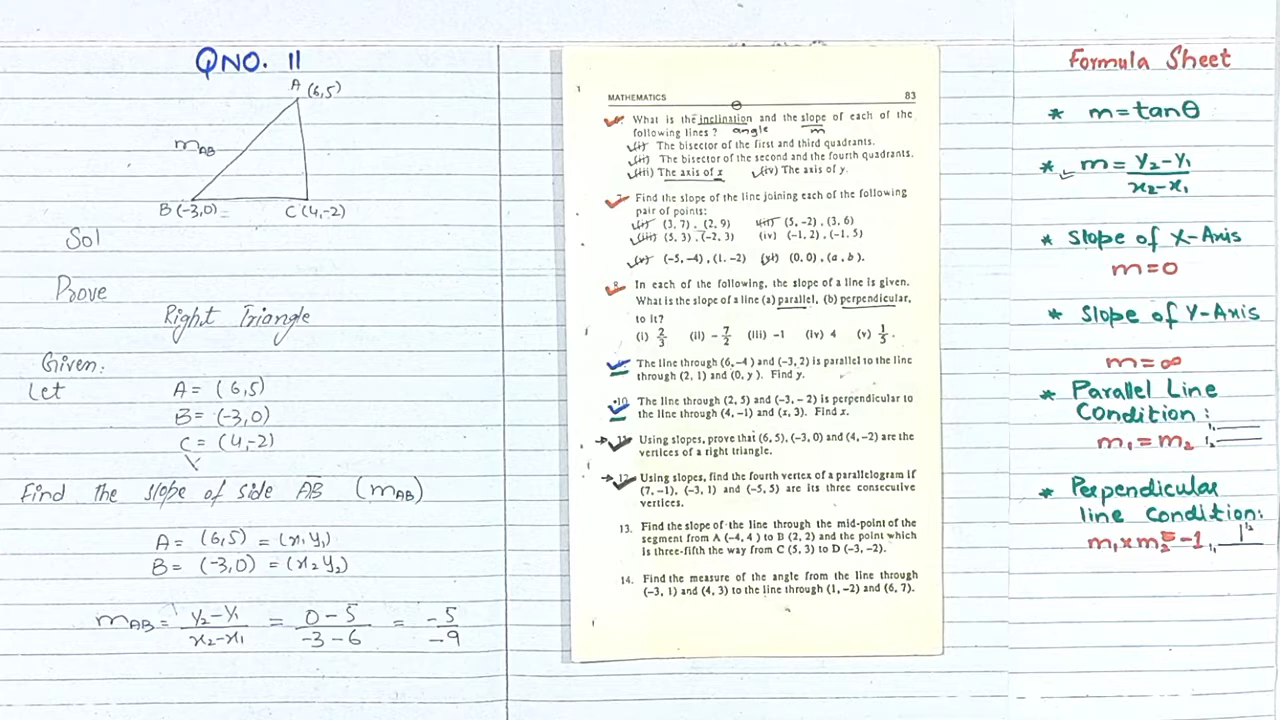 QNO. 11
A (6,5)
mAB
B (-3,0)
C (4,-2)
Sol
Prove
Right Triangle
Given:
Let A = (6,5)
B = (-3,0)
C = (4,-2)
Find the slope of side AB (mAB)
A = (6,5) = (x1 y1)
B = (-3,0) = (x2 y2)
mAB = y2-y1 / x2-x1 = 0-5 / -3-6 = -5 / -9
MATHEMATICS 83
θ
What is the inclination and the slope of each of the
following lines? angle m
(i) The bisector of the first and third quadrants.
(ii) The bisector of the second and the fourth quadrants.
(iii) The axis of x (iv) The axis of y.
7. Find the slope of the line joining each of the following
pair of points:
(i) (3, 7), (2, 9) (ii) (5, -2), (3, 6)
(iii) (5, 3), (-2, 3) (iv) (-1, 2), (-1, 5)
(v) (-5, -4), (1, -2) (vi) (0, 0), (a, b).
8. In each of the following, the slope of a line is given.
What is the slope of a line (a) parallel, (b) perpendicular,
to it?
(i) 2/3 (ii) -7/2 (iii) -1 (iv) 4 (v) 1/5.
The line through (6, -4) and (-3, 2) is parallel to the line
through (2, 1) and (0, y). Find y.
10. The line through (2, 5) and (-3, -2) is perpendicular to
the line through (4, -1) and (x, 3). Find x.
11. Using slopes, prove that (6, 5), (-3, 0) and (4, -2) are the
vertices of a right triangle.
12. Using slopes, find the fourth vertex of a parallelogram if
(7, -1), (-3, 1) and (-5, 5) are its three consecutive
vertices.
13. Find the slope of the line through the mid-point of the
segment from A (-4, 4) to B (2, 2) and the point which
is three-fifth the way from C (5, 3) to D (-3, -2).
14. Find the measure of the angle from the line through
(-3, 1) and (4, 3) to the line through (1, -2) and (6, 7).
Formula Sheet
* m = tanθ
* m = y2-y1 / x2-x1
* Slope of X-Axis
m = 0
* Slope of Y-Axis
m = ∞
* Parallel Line
Condition:
m1 = m2 l1 l2
* Perpendicular
line Condition:
m1 x m2 = -1 l1 l2